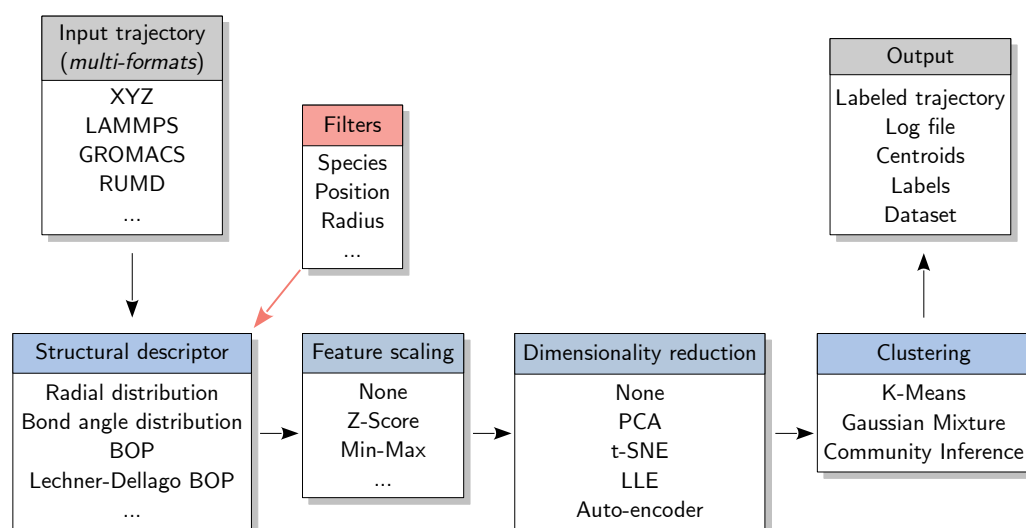 Input trajectory
(multi-formats)
XYZ
LAMMPS
GROMACS
RUMD
...
Filters
Species
Position
Radius
...
Structural descriptor
Radial distribution
Bond angle distribution
BOP
Lechner-Dellago BOP
...
Feature scaling
None
Z-Score
Min-Max
...
Dimensionality reduction
None
PCA
t-SNE
LLE
Auto-encoder
Clustering
K-Means
Gaussian Mixture
Community Inference
Output
Labeled trajectory
Log file
Centroids
Labels
Dataset